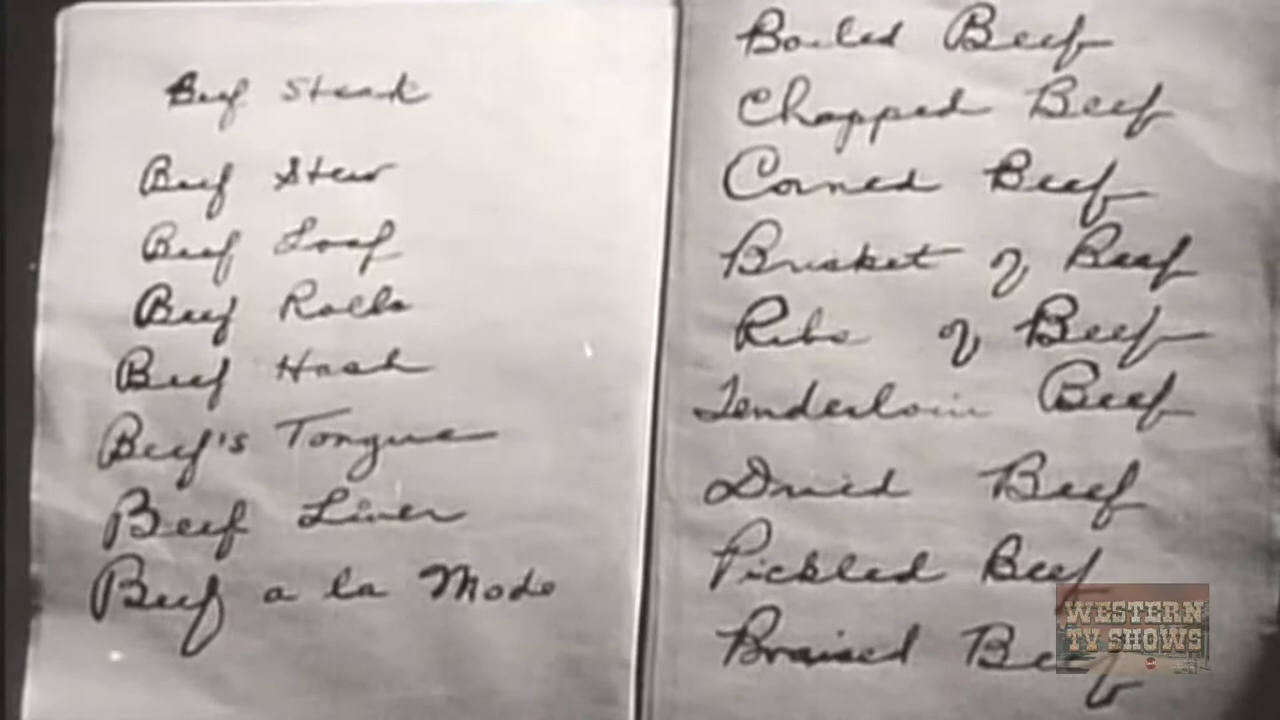 Beef Steak
Beef Stew
Beef Loaf
Beef Rolls
Beef Hash
Beef's Tongue
Beef Liver
Beef a la Mode
Boiled Beef
Chopped Beef
Corned Beef
Brisket of Beef
Ribs of Beef
Tenderloin Beef
Dried Beef
Pickled Beef
Braised Beef
WESTERN
TV SHOWS